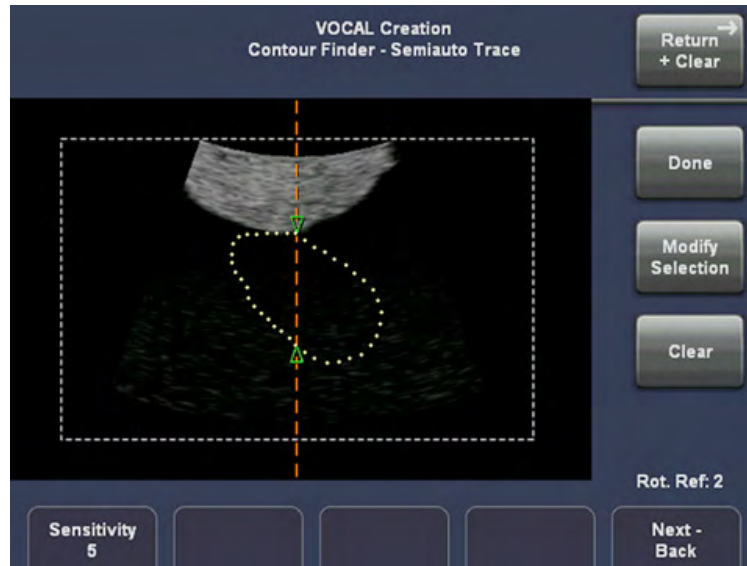 VOCAL Creation
Contour Finder - Semiauto Trace
Return
+ Clear
Done
Modify
Selection
Clear
Rot. Ref: 2
Sensitivity
5
Next -
Back